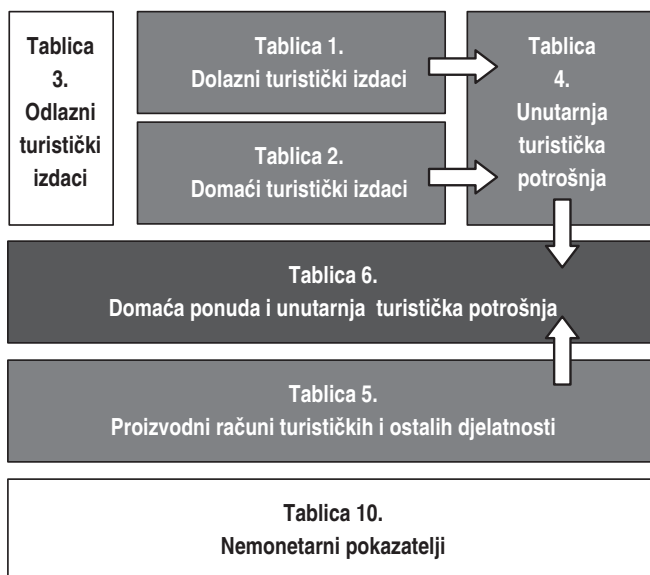 Tablica
3.
Odlazni
turistički
izdaci
Tablica 1.
Dolazni turistički izdaci
Tablica 2.
Domaći turistički izdaci
Tablica
4.
Unutarnja
turistička
potrošnja
Tablica 6.
Domaća ponuda i unutarnja turistička potrošnja
Tablica 5.
Proizvodni računi turističkih i ostalih djelatnosti
Tablica 10.
Nemonetarni pokazatelji